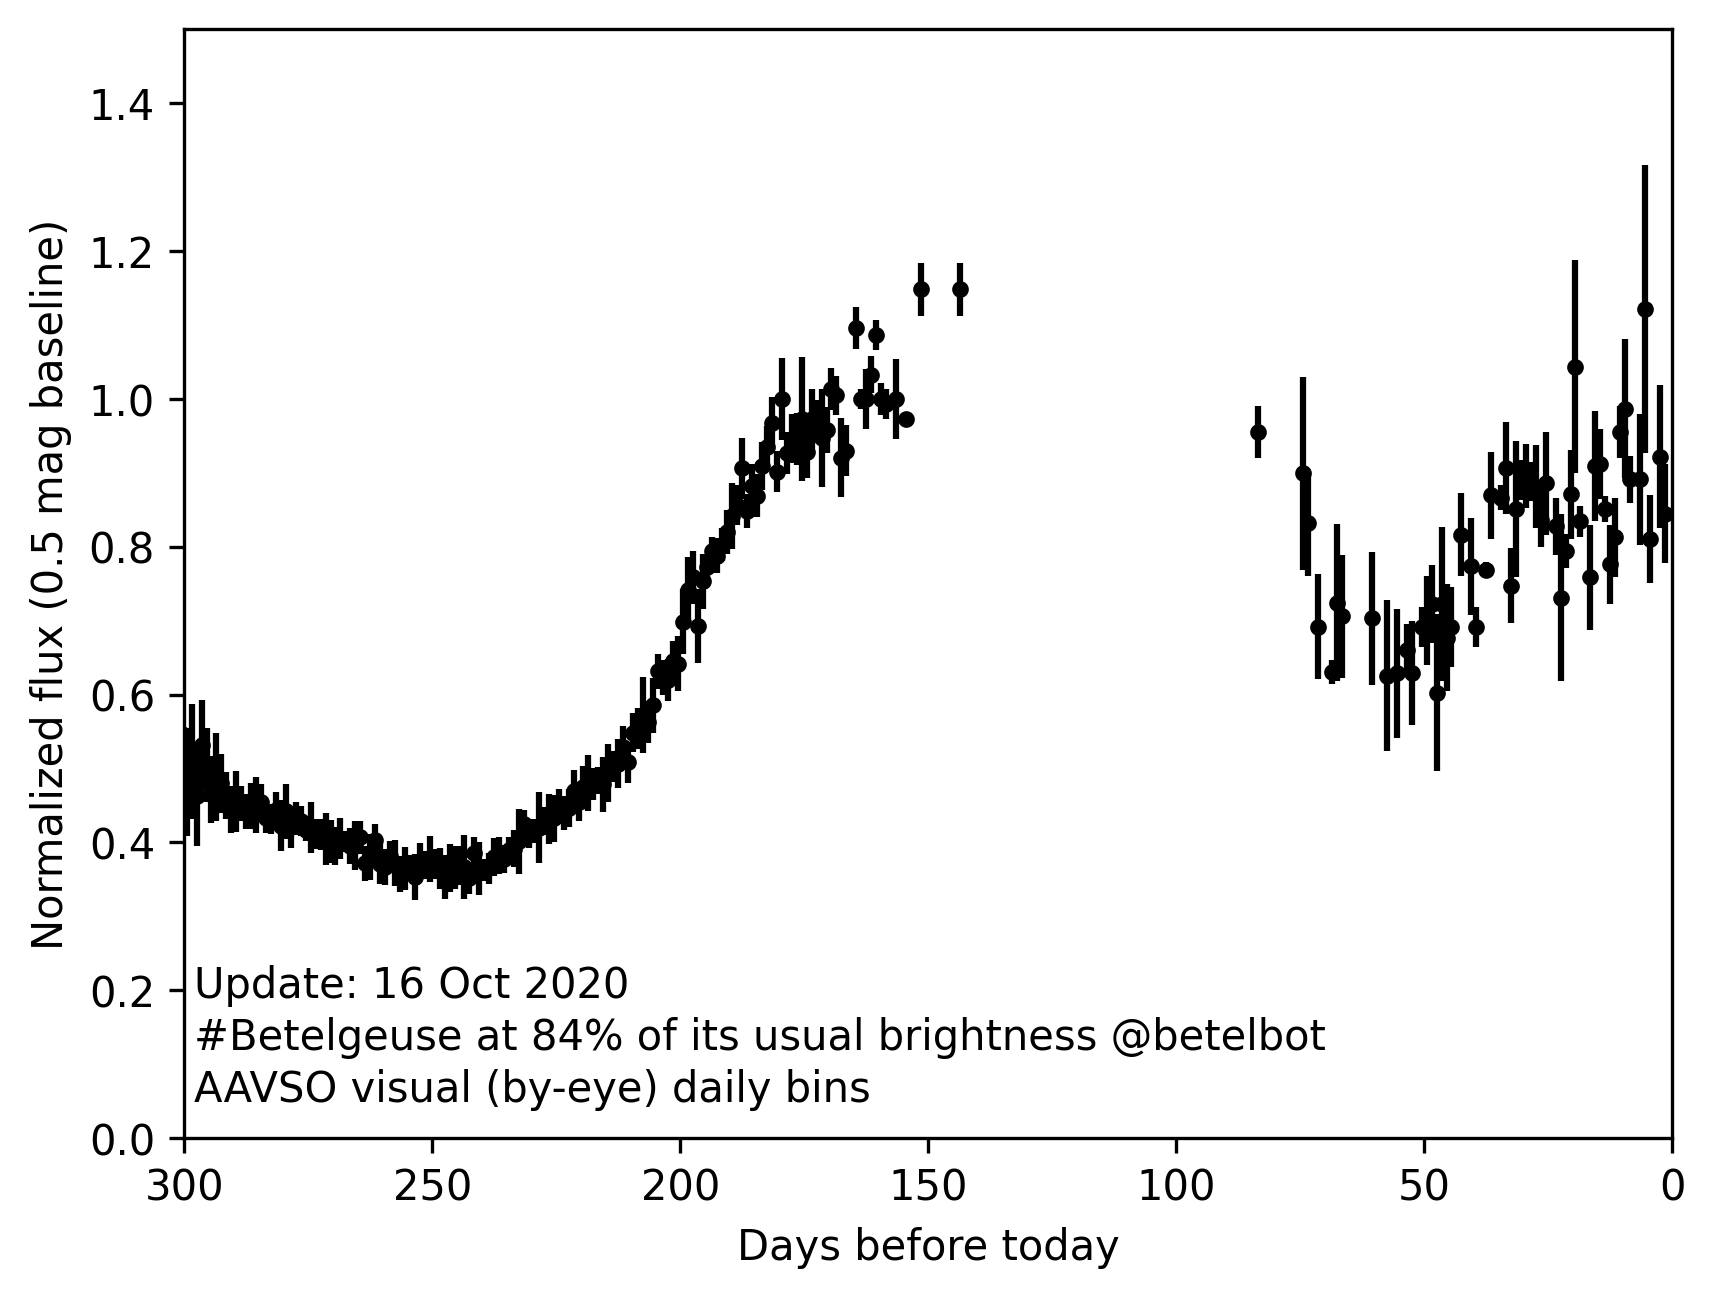 1.4
1.2
1.0
0.8
0.6
0.4
0.2
0.0
Normalized flux (0.5 mag baseline)
Update: 16 Oct 2020
#Betelgeuse at 84% of its usual brightness @betelbot
AAVSO visual (by-eye) daily bins
300 250 200 150 100 50 0
Days before today